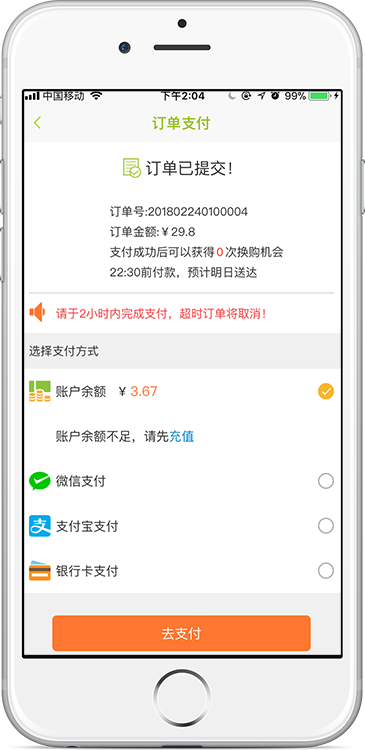 中国移动 下午2:04 99%
订单支付
订单已提交!
订单号:201802240100004
订单金额:¥29.8
支付成功后可以获得0次换购机会
22:30前付款，预计明日送达
请于2小时内完成支付，超时订单将取消!
选择支付方式
账户余额 ¥ 3.67
账户余额不足，请先充值
微信支付
支 支付宝支付
银行卡支付
去支付